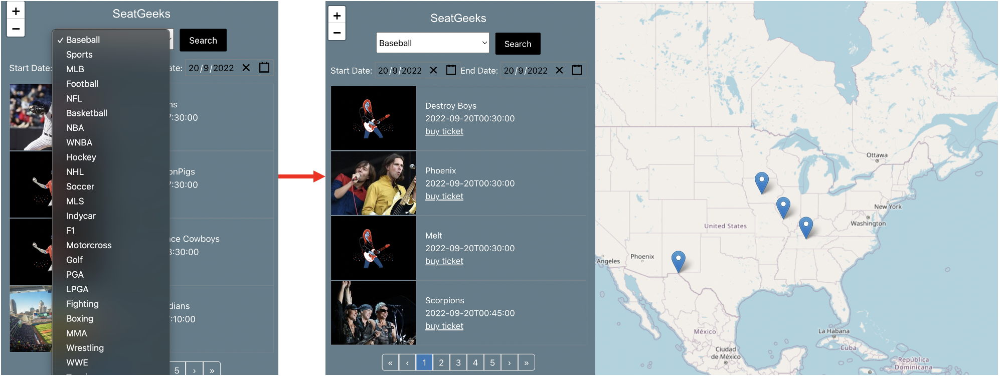 +
−
SeatGeeks
Search
✓ Baseball
Sports
MLB
Football
NFL
Basketball
NBA
WNBA
Hockey
NHL
Soccer
MLS
Indycar
F1
Motorcross
Golf
PGA
LPGA
Fighting
Boxing
MMA
Wrestling
WWE
Start Date:
ate: 20/9/2022 ✕
ns
7:30:00
onPigs
7:30:00
nce Cowboys
3:30:00
dians
:10:00
5 › »
+
−
SeatGeeks
Baseball
Search
Start Date: 20/9/2022 ✕ End Date: 20/9/2022 ✕
Destroy Boys
2022-09-20T00:30:00
buy ticket
Phoenix
2022-09-20T00:30:00
buy ticket
Melt
2022-09-20T00:30:00
buy ticket
Scorpions
2022-09-20T00:45:00
buy ticket
« ‹ 1 2 3 4 5 › »
Ottawa
New York
Washington
United States
Angeles
Phoenix
México
Ciudad
de México
La Habana
Cuba
República
Dominicana